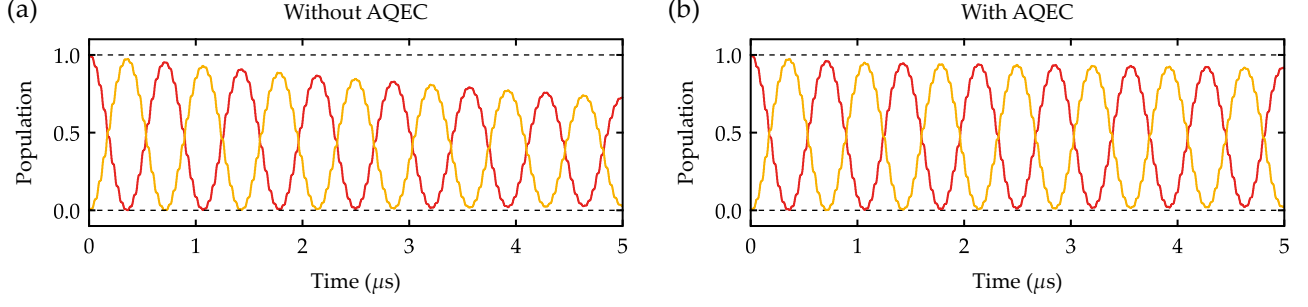 (a)
Without AQEC
Population
1.0
0.5
0.0
0 1 2 3 4 5
Time (μs)
(b)
With AQEC
Population
1.0
0.5
0.0
0 1 2 3 4 5
Time (μs)